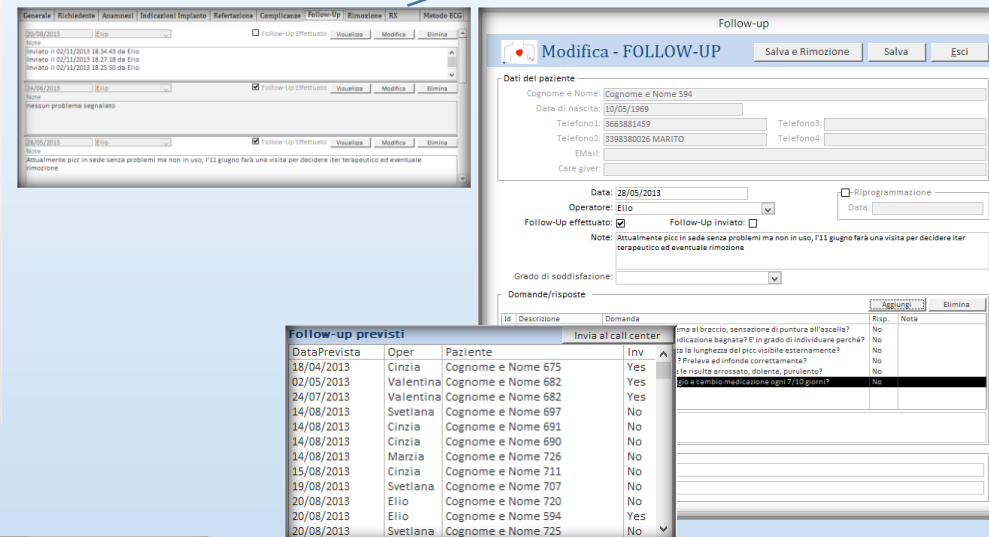 Generale Richiedente Anamnesi Indicazioni Impianto Refertazione Complicanze Follow-Up Rimozione RX Metodo ECG
20/08/2013 Elio Follow-Up Effettuato Visualizza Modifica Elimina
Note
Inviato il 02/11/2013 18.34.43 da Elio
Inviato il 02/11/2013 18.27.18 da Elio
Inviato il 02/11/2013 18.25.50 da Elio
24/06/2013 Elio Follow-Up Effettuato Visualizza Modifica Elimina
Note
nessun problema segnalato
28/05/2013 Elio Follow-Up Effettuato Visualizza Modifica Elimina
Note
Attualmente picc in sede senza problemi ma non in uso, l'11 giugno farà una visita per decidere iter terapeutico ed eventuale
rimozione
Follow-up
Modifica - FOLLOW-UP Salva e Rimozione Salva Esci
Dati del paziente
Cognome e Nome: Cognome e Nome 594
Data di nascita: 10/05/1969
Telefono1: 3663881459 Telefono3:
Telefono2: 3398380026 MARITO Telefono4:
EMail:
Care giver:
Data: 28/05/2013 Riprogrammazione
Operatore: Elio Data:
Follow-Up effettuato: Follow-Up inviato:
Note: Attualmente picc in sede senza problemi ma non in uso, l'11 giugno farà una visita per decidere iter
terapeutico ed eventuale rimozione
Grado di soddisfazione:
Domande/risposte
Aggiungi Elimina
Id Descrizione Domanda Risp. Nota
ema al braccio, sensazione di puntura all'ascella? No
dicazione bagnata? E' in grado di individuare perché? No
ta la lunghezza del picc visibile esternamente? No
? Preleva ed infonde correttamente? No
e le risulta arrossato, dolente, purulento? No
gio e cambio medicazione ogni 7/10 giorni? No
Follow-up previsti Invia al call center
DataPrevista Oper Paziente Inv
18/04/2013 Cinzia Cognome e Nome 675 Yes
02/05/2013 Valentina Cognome e Nome 682 Yes
24/07/2013 Valentina Cognome e Nome 682 Yes
14/08/2013 Svetlana Cognome e Nome 697 No
14/08/2013 Cinzia Cognome e Nome 691 No
14/08/2013 Cinzia Cognome e Nome 690 No
14/08/2013 Marzia Cognome e Nome 726 No
15/08/2013 Cinzia Cognome e Nome 711 No
19/08/2013 Svetlana Cognome e Nome 707 No
20/08/2013 Elio Cognome e Nome 720 No
20/08/2013 Elio Cognome e Nome 594 Yes
20/08/2013 Svetlana Cognome e Nome 725 No